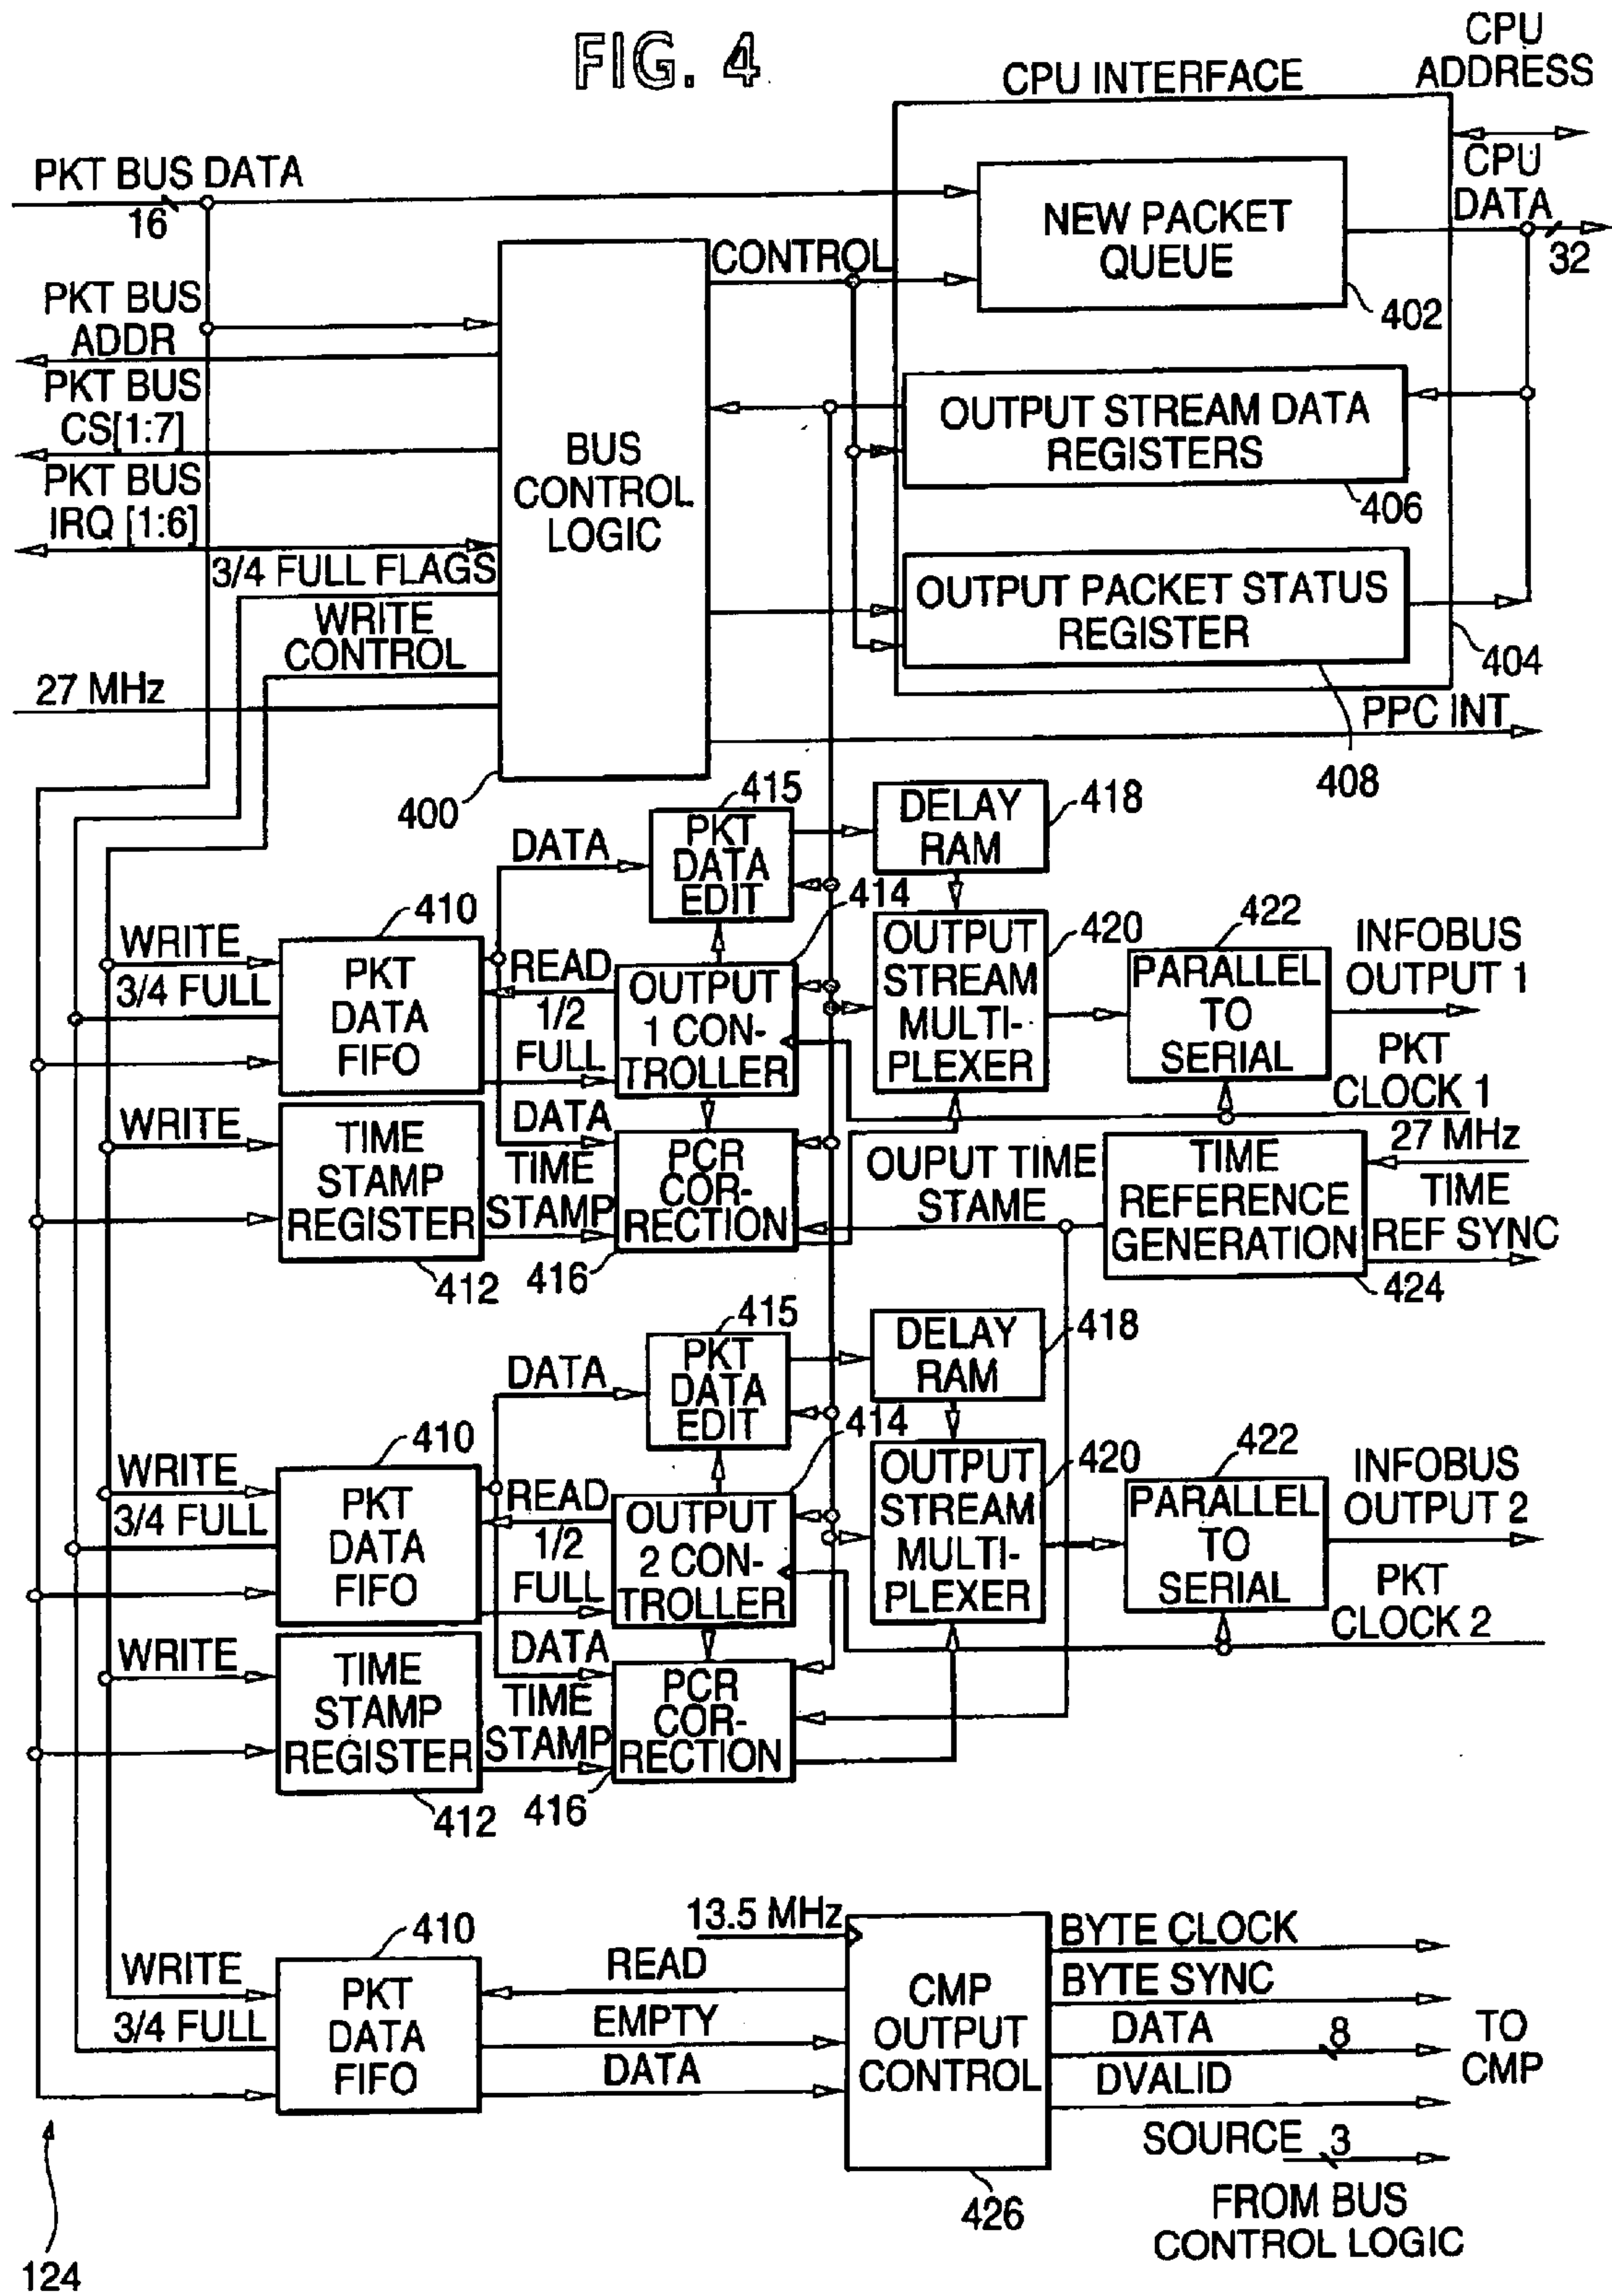 FIG. 4
CPU
ADDRESS
CPU INTERFACE
PKT BUS DATA
16
CPU
DATA
32
NEW PACKET
QUEUE
402
CONTROL
PKT BUS
ADDR
PKT BUS
CS[1:7]
PKT BUS
IRQ [1:6]
BUS
CONTROL
LOGIC
OUTPUT STREAM DATA
REGISTERS
406
3/4 FULL FLAGS
WRITE
CONTROL
OUTPUT PACKET STATUS
REGISTER
404
27 MHz
PPC INT
408
400
415
PKT
DATA
EDIT
DELAY
RAM
418
DATA
414
410
WRITE
3/4 FULL
PKT
DATA
FIFO
READ
1/2
FULL
OUTPUT
1 CON-
TROLLER
OUTPUT
STREAM
MULTI-
PLEXER
420
422
PARALLEL
TO
SERIAL
INFOBUS
OUTPUT 1
PKT
CLOCK 1
WRITE
TIME
STAMP
REGISTER
412
DATA
TIME
STAMP
PCR
COR-
RECTION
416
OUPUT TIME
STAME
TIME
REFERENCE
GENERATION
27 MHz
TIME
REF SYNC
424
415
PKT
DATA
EDIT
DELAY
RAM
418
DATA
414
410
WRITE
3/4 FULL
PKT
DATA
FIFO
READ
1/2
FULL
OUTPUT
2 CON-
TROLLER
OUTPUT
STREAM
MULTI-
PLEXER
420
422
PARALLEL
TO
SERIAL
INFOBUS
OUTPUT 2
PKT
CLOCK 2
WRITE
TIME
STAMP
REGISTER
412
DATA
TIME
STAMP
PCR
COR-
RECTION
416
410
WRITE
3/4 FULL
PKT
DATA
FIFO
13.5 MHz
READ
EMPTY
DATA
CMP
OUTPUT
CONTROL
426
BYTE CLOCK
BYTE SYNC
DATA
8
DVALID
TO
CMP
SOURCE
3
FROM BUS
CONTROL LOGIC
124